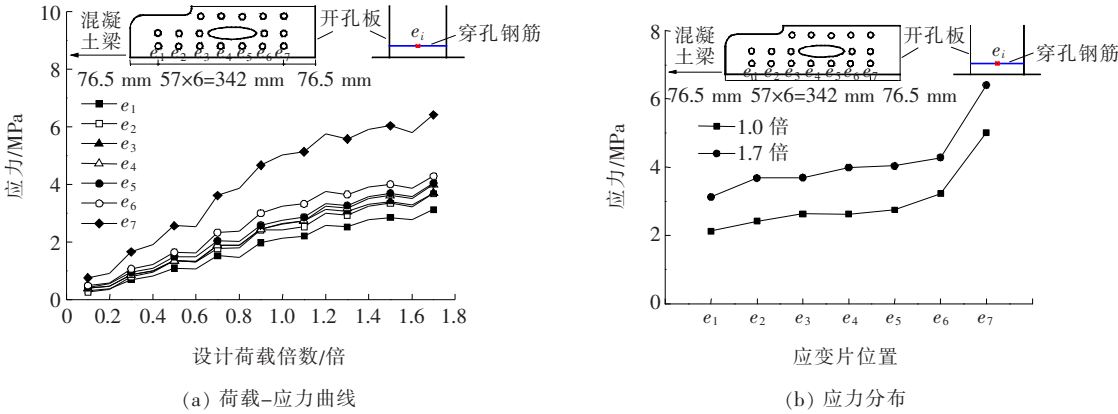 混凝
土梁
e1 e2 e3 e4 e5 e6 e7
开孔板
ei
穿孔钢筋
76.5 mm 57×6=342 mm 76.5 mm
e1
e2
e3
e4
e5
e6
e7
应力/MPa
10
8
6
4
2
0
0 0.2 0.4 0.6 0.8 1.0 1.2 1.4 1.6 1.8
设计荷载倍数/倍
(a) 荷载-应力曲线
混凝
土梁
e1 e2 e3 e4 e5 e6 e7
开孔板
ei
穿孔钢筋
76.5 mm 57×6=342 mm 76.5 mm
1.0 倍
1.7 倍
应力/MPa
8
6
4
2
0
e1 e2 e3 e4 e5 e6 e7
应变片位置
(b) 应力分布